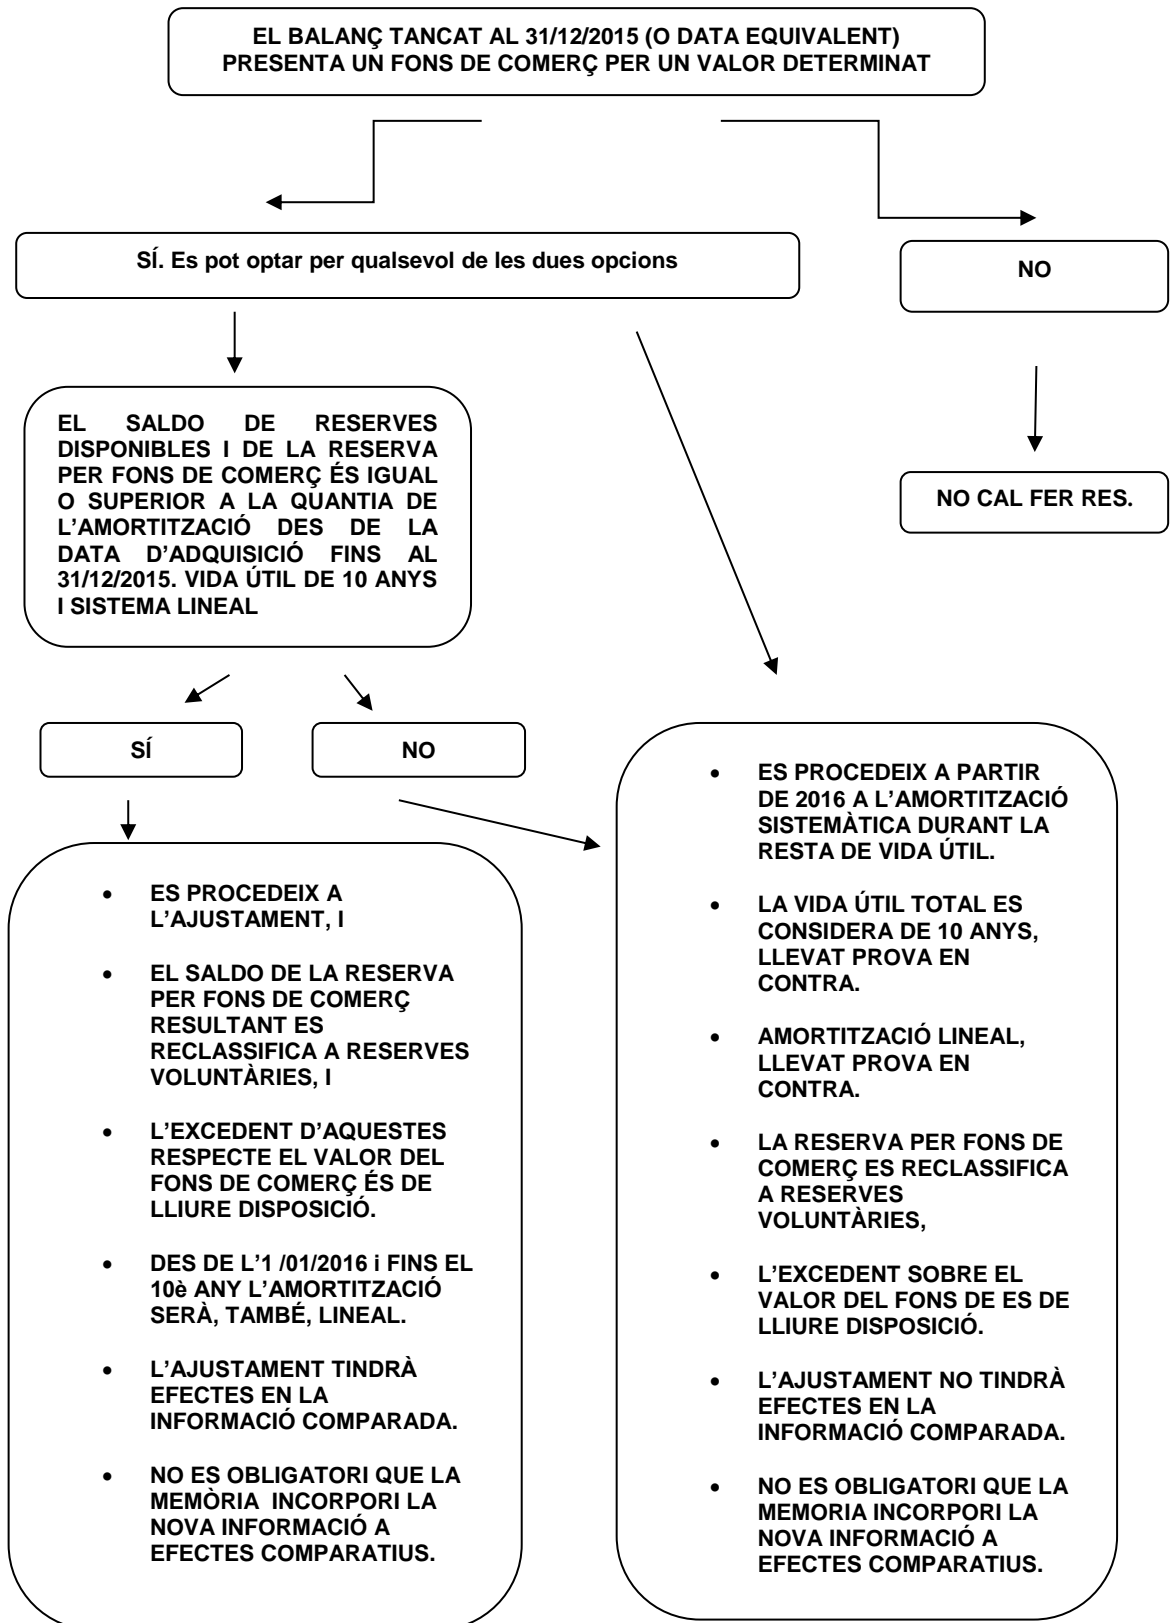 EL BALANÇ TANCAT AL 31/12/2015 (O DATA EQUIVALENT)
PRESENTA UN FONS DE COMERÇ PER UN VALOR DETERMINAT
SÍ. Es pot optar per qualsevol de les dues opcions
NO
EL SALDO DE RESERVES
DISPONIBLES I DE LA RESERVA
PER FONS DE COMERÇ ÉS IGUAL
O SUPERIOR A LA QUANTIA DE
L’AMORTITZACIÓ DES DE LA
DATA D’ADQUISICIÓ FINS AL
31/12/2015. VIDA ÚTIL DE 10 ANYS
I SISTEMA LINEAL
NO CAL FER RES.
SÍ
NO
• ES PROCEDEIX A
L’AJUSTAMENT, I
• EL SALDO DE LA RESERVA
PER FONS DE COMERÇ
RESULTANT ES
RECLASSIFICA A RESERVES
VOLUNTÀRIES, I
• L’EXCEDENT D’AQUESTES
RESPECTE EL VALOR DEL
FONS DE COMERÇ ÉS DE
LLIURE DISPOSICIÓ.
• DES DE L’1 /01/2016 i FINS EL
10è ANY L’AMORTITZACIÓ
SERÀ, TAMBÉ, LINEAL.
• L’AJUSTAMENT TINDRÀ
EFECTES EN LA
INFORMACIÓ COMPARADA.
• NO ES OBLIGATORI QUE LA
MEMÒRIA INCORPORI LA
NOVA INFORMACIÓ A
EFECTES COMPARATIUS.
• ES PROCEDEIX A PARTIR
DE 2016 A L’AMORTITZACIÓ
SISTEMÀTICA DURANT LA
RESTA DE VIDA ÚTIL.
• LA VIDA ÚTIL TOTAL ES
CONSIDERA DE 10 ANYS,
LLEVAT PROVA EN
CONTRA.
• AMORTITZACIÓ LINEAL,
LLEVAT PROVA EN
CONTRA.
• LA RESERVA PER FONS DE
COMERÇ ES RECLASSIFICA
A RESERVES
VOLUNTÀRIES,
• L’EXCEDENT SOBRE EL
VALOR DEL FONS DE ES DE
LLIURE DISPOSICIÓ.
• L’AJUSTAMENT NO TINDRÀ
EFECTES EN LA
INFORMACIÓ COMPARADA.
• NO ES OBLIGATORI QUE LA
MEMORIA INCORPORI LA
NOVA INFORMACIÓ A
EFECTES COMPARATIUS.